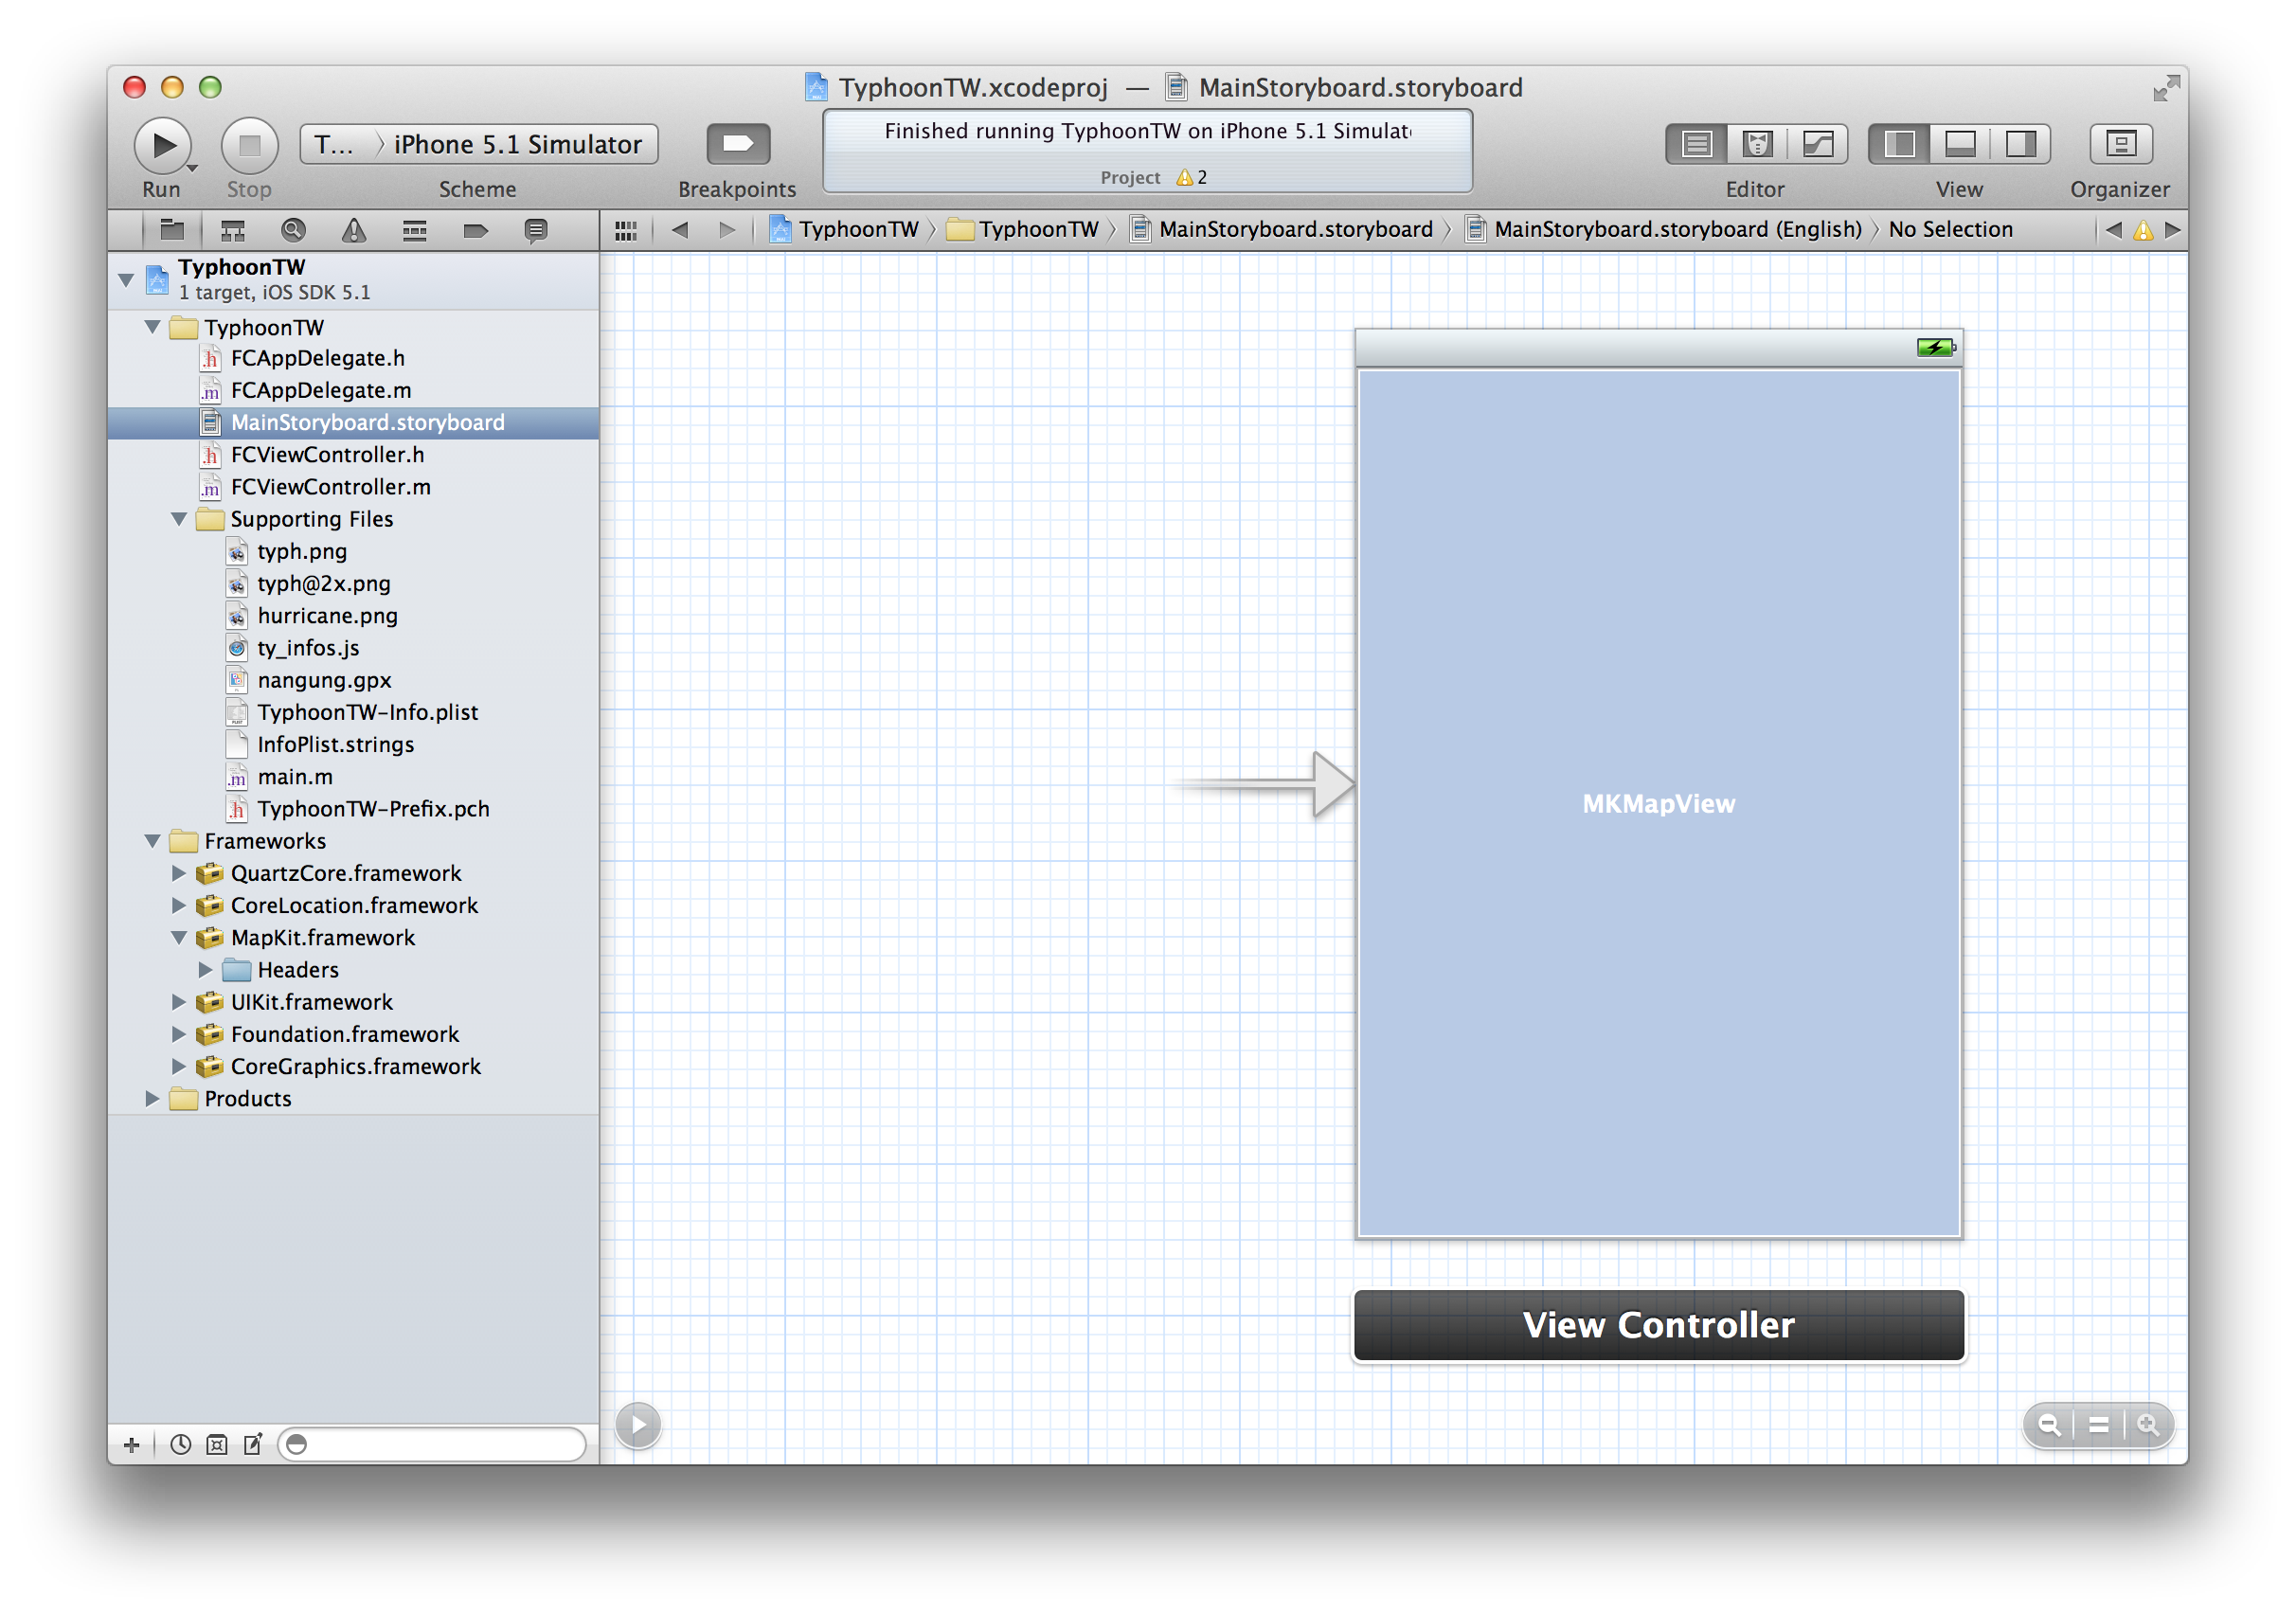 TyphoonTW.xcodeproj — MainStoryboard.storyboard
T... iPhone 5.1 Simulator
Finished running TyphoonTW on iPhone 5.1 Simulat
Project 2
Run Stop Scheme Breakpoints Editor View Organizer
TyphoonTW TyphoonTW MainStoryboard.storyboard MainStoryboard.storyboard (English) No Selection
TyphoonTW
1 target, iOS SDK 5.1
TyphoonTW
FCAppDelegate.h
FCAppDelegate.m
MainStoryboard.storyboard
FCViewController.h
FCViewController.m
Supporting Files
typh.png
typh@2x.png
hurricane.png
ty_infos.js
nangung.gpx
TyphoonTW-Info.plist
InfoPlist.strings
main.m
TyphoonTW-Prefix.pch
Frameworks
QuartzCore.framework
CoreLocation.framework
MapKit.framework
Headers
UIKit.framework
Foundation.framework
CoreGraphics.framework
Products
MKMapView
View Controller